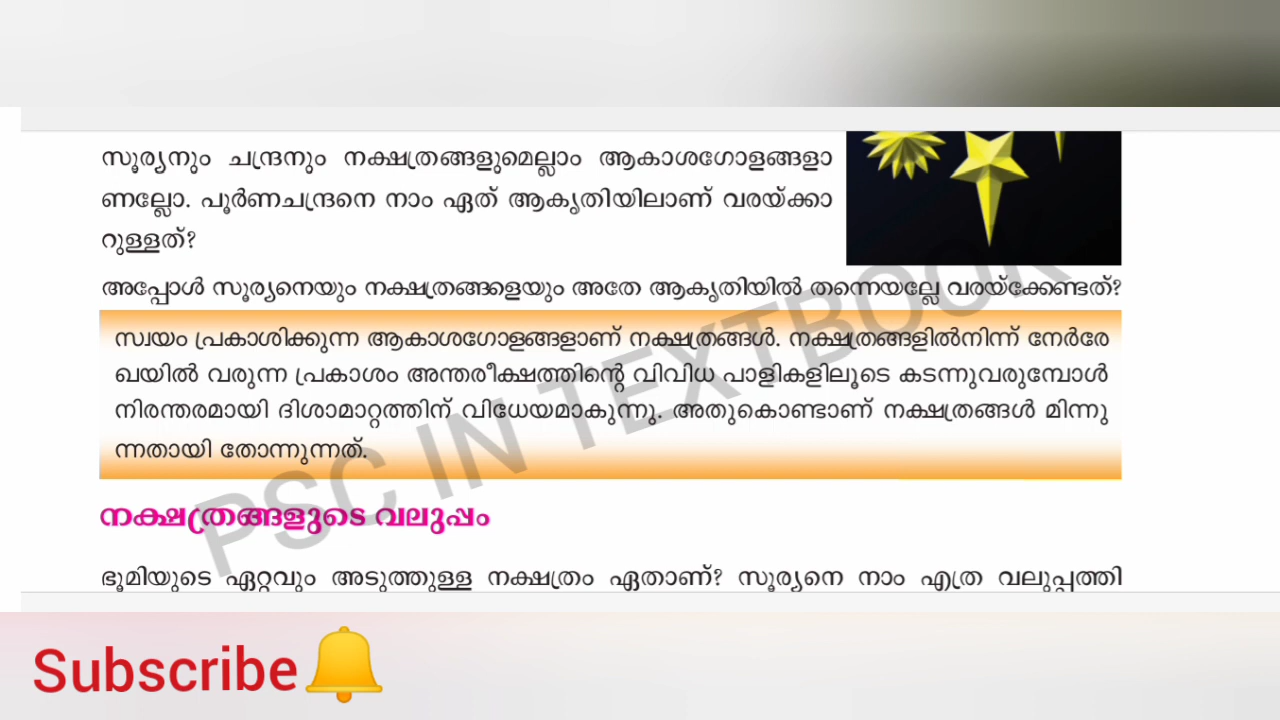 സൂര്യനും ചന്ദ്രനും നക്ഷത്രങ്ങളുമെല്ലാം ആകാശഗോളങ്ങളാ
ണല്ലോ. പൂർണചന്ദ്രനെ നാം ഏത് ആകൃതിയിലാണ് വരയ്ക്കാ
റുള്ളത്?
അപ്പോൾ സൂര്യനെയും നക്ഷത്രങ്ങളെയും അതേ ആകൃതിയിൽ തന്നെയല്ലേ വരയ്ക്കേണ്ടത്?
സ്വയം പ്രകാശിക്കുന്ന ആകാശഗോളങ്ങളാണ് നക്ഷത്രങ്ങൾ. നക്ഷത്രങ്ങളിൽനിന്ന് നേർരേ
ഖയിൽ വരുന്ന പ്രകാശം അന്തരീക്ഷത്തിന്റെ വിവിധ പാളികളിലൂടെ കടന്നുവരുമ്പോൾ
നിരന്തരമായി ദിശാമാറ്റത്തിന് വിധേയമാകുന്നു. അതുകൊണ്ടാണ് നക്ഷത്രങ്ങൾ മിന്നു
ന്നതായി തോന്നുന്നത്.
PSC IN TEXTBOOK
നക്ഷത്രങ്ങളുടെ വലുപ്പം
ഭൂമിയുടെ ഏറ്റവും അടുത്തുള്ള നക്ഷത്രം ഏതാണ്? സൂര്യനെ നാം എത്ര വലുപ്പത്തി
Subscribe